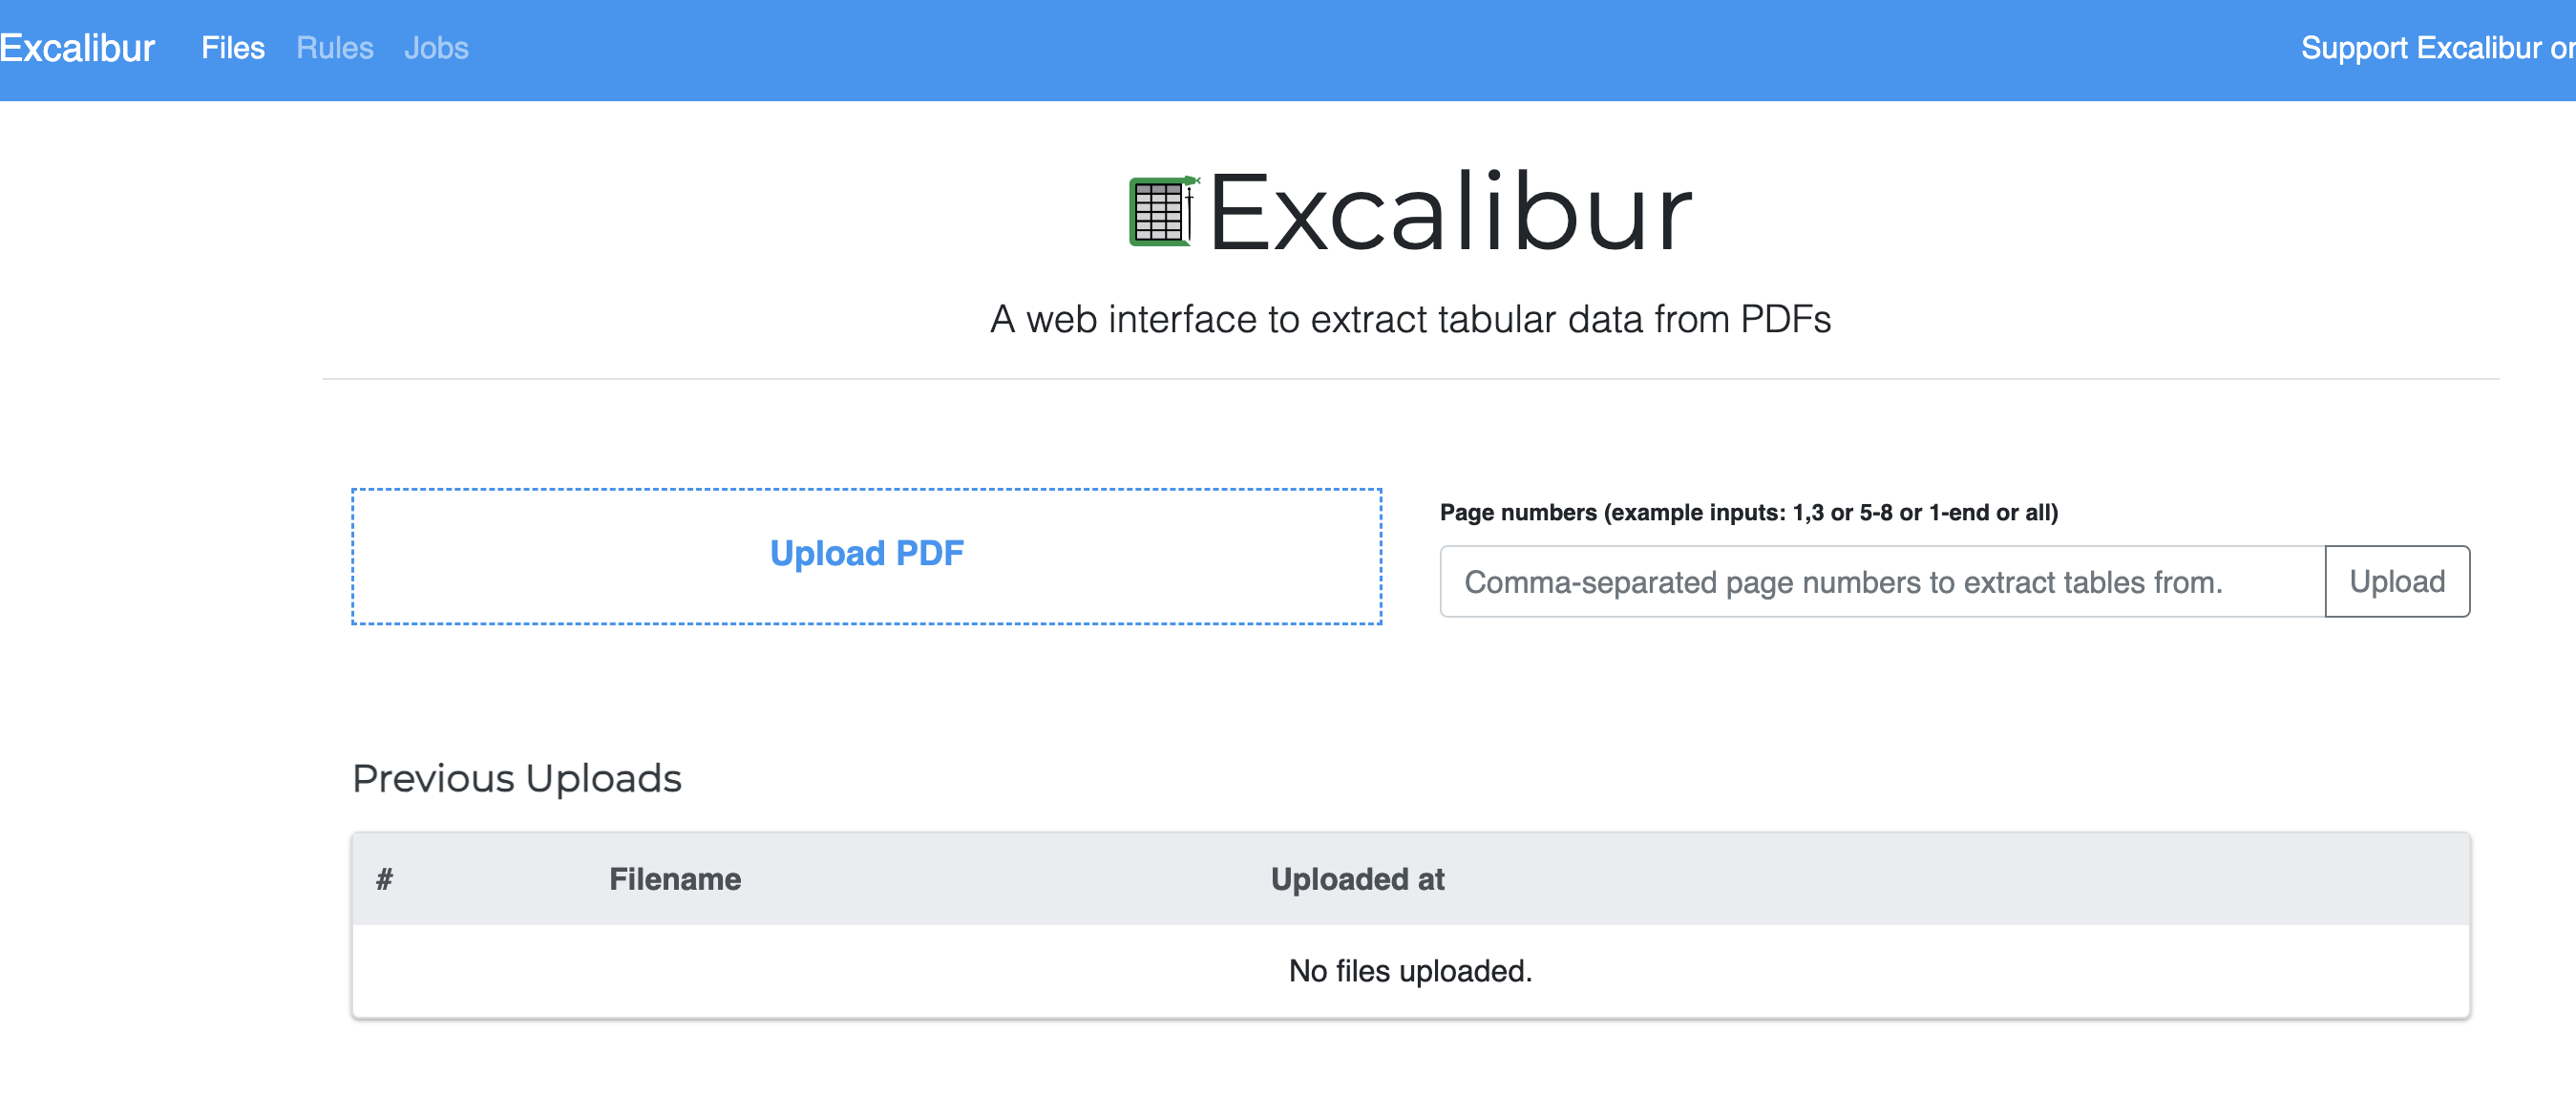 Excalibur Files Rules Jobs Support Excalibur on
Excalibur
A web interface to extract tabular data from PDFs
Upload PDF
Page numbers (example inputs: 1,3 or 5-8 or 1-end or all)
Comma-separated page numbers to extract tables from. Upload
Previous Uploads
# Filename Uploaded at
No files uploaded.